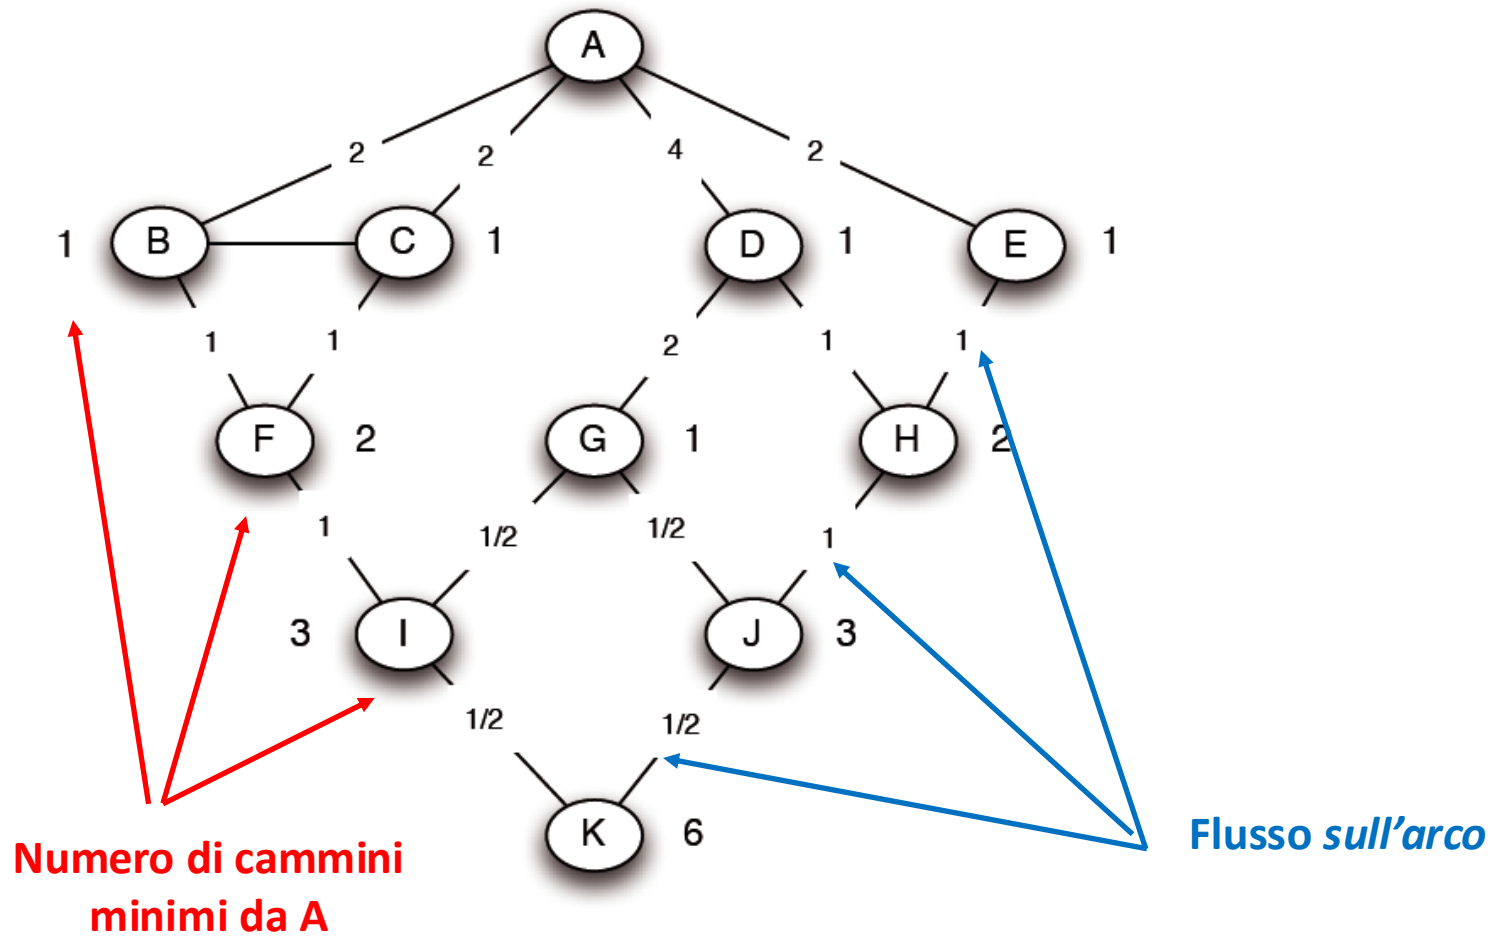 A
2 2 4 2
1 B C 1 D 1 E 1
1 1 2 1 1
F 2 G 1 H 2
1 1/2 1/2 1
3 I J 3
1/2 1/2
K 6
Numero di cammini
minimi da A
Flusso sull’arco